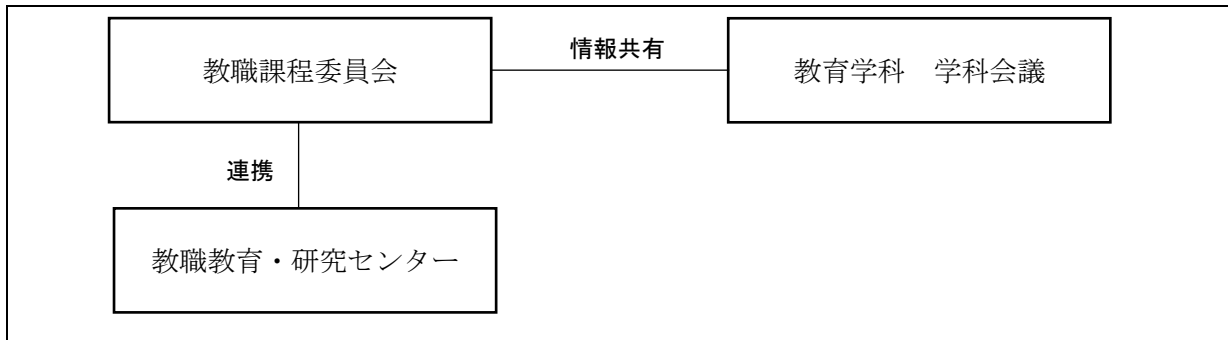 教職課程委員会
情報共有
教育学科　学科会議
連携
教職教育・研究センター